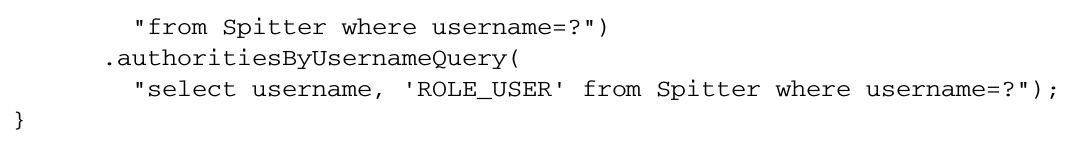 "from Spitter where username=?")
.authoritiesByUsernameQuery(
"select username, 'ROLE_USER' from Spitter where username=?");
}